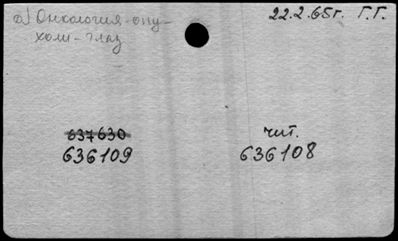 а) Онкология-опу-
холи-глаз
22.2.65г. Г.Г.
637630
636109
чит.
636108